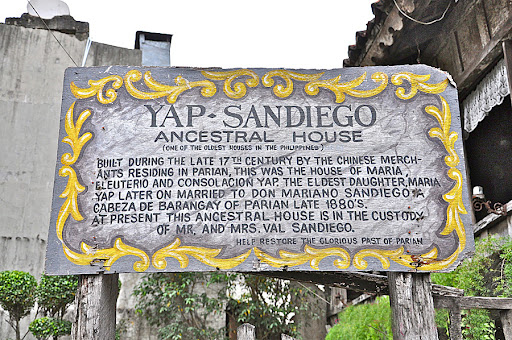 YAP-SANDIEGO
ANCESTRAL HOUSE
(ONE OF THE OLDEST HOUSES IN THE PHILIPPINES)
BUILT DURING THE LATE 17TH CENTURY BY THE CHINESE MERCH-
ANTS RESIDING IN PARIAN, THIS WAS THE HOUSE OF MARIA,
ELEUTERIO AND CONSOLACION YAP. THE ELDEST DAUGHTER, MARIA
YAP LATER ON MARRIED TO DON MARIANO SANDIEGO: A
CABEZA DE BARANGAY OF PARIAN LATE 1880'S.
AT PRESENT THIS ANCESTRAL HOUSE IS IN THE CUSTODY
OF MR. AND MRS. VAL SANDIEGO.
HELP RESTORE THE GLORIOUS PAST OF PARIAN